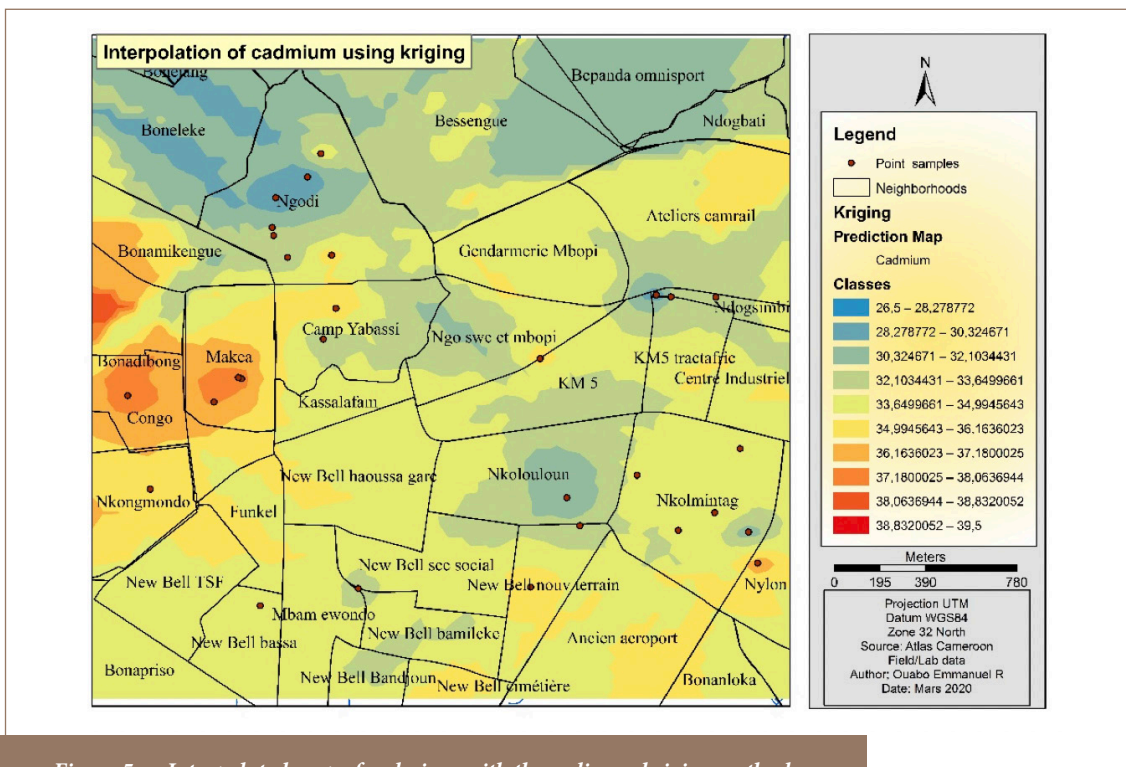 Interpolation of cadmium using kriging
Bepanda omnisport
Boneleke
Bessengue
Ndogbati
Ngodi
Ateliers camrail
Bonamikengue
Gendarmerie Mbopi
Ndogsimbi
Camp Yabassi
Ngo swe et mbopi
Bonadibong
Makea
KM5 tractafric
Centre Industriel
KM 5
Congo
Kassalafam
New Bell haoussa gare
Nkolouloun
Nkongmondo
Funkel
Nkolmintag
New Bell sec social
New Bell TSF
New Bell nouv terrain
Nylon
Mbam ewondo
New Bell bassa
New Bell bamileke
Ancien aeroport
Bonapriso
New Bell Bandjoun
New Bell cimétière
Bonanloka
N
Legend
Point samples
Neighborhoods
Kriging
Prediction Map
Cadmium
Classes
26,5 – 28,278772
28,278772 – 30,324671
30,324671 – 32,1034431
32,1034431 – 33,6499661
33,6499661 – 34,9945643
34,9945643 – 36,1636023
36,1636023 – 37,1800025
37,1800025 – 38,0636944
38,0636944 – 38,8320052
38,8320052 – 39,5
Meters
0 195 390 780
Projection UTM
Datum WGS84
Zone 32 North
Source: Atlas Cameroon
Field/Lab data
Author; Ouabo Emmanuel R
Date: Mars 2020